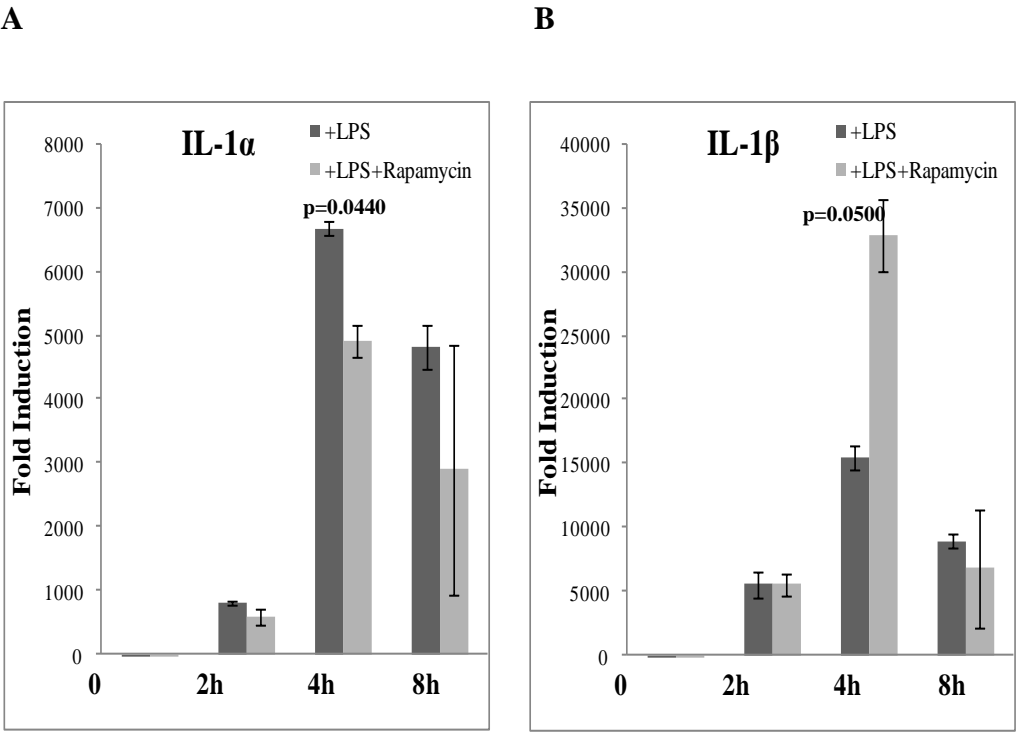 A
B
IL-1α
+LPS
+LPS+Rapamycin
p=0.0440
Fold Induction
8000
7000
6000
5000
4000
3000
2000
1000
0
0
2h
4h
8h
IL-1β
+LPS
+LPS+Rapamycin
p=0.0500
Fold Induction
40000
35000
30000
25000
20000
15000
10000
5000
0
0
2h
4h
8h